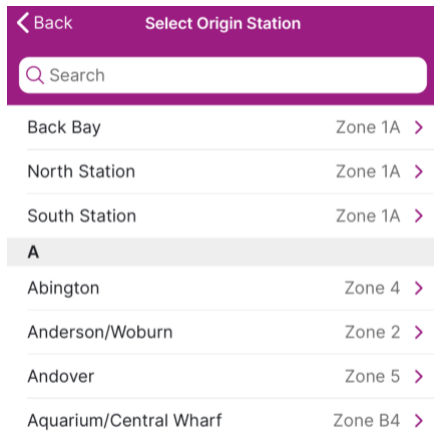 Back Select Origin Station
Search
Back Bay Zone 1A
North Station Zone 1A
South Station Zone 1A
A
Abington Zone 4
Anderson/Woburn Zone 2
Andover Zone 5
Aquarium/Central Wharf Zone B4